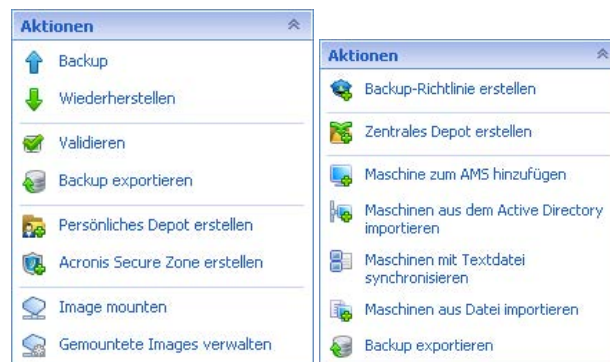 Aktionen
Backup
Wiederherstellen
Validieren
Backup exportieren
Persönliches Depot erstellen
Acronis Secure Zone erstellen
Image mounten
Gemountete Images verwalten
Aktionen
Backup-Richtlinie erstellen
Zentrales Depot erstellen
Maschine zum AMS hinzufügen
Maschinen aus dem Active Directory
importieren
Maschinen mit Textdatei
synchronisieren
Maschinen aus Datei importieren
Backup exportieren